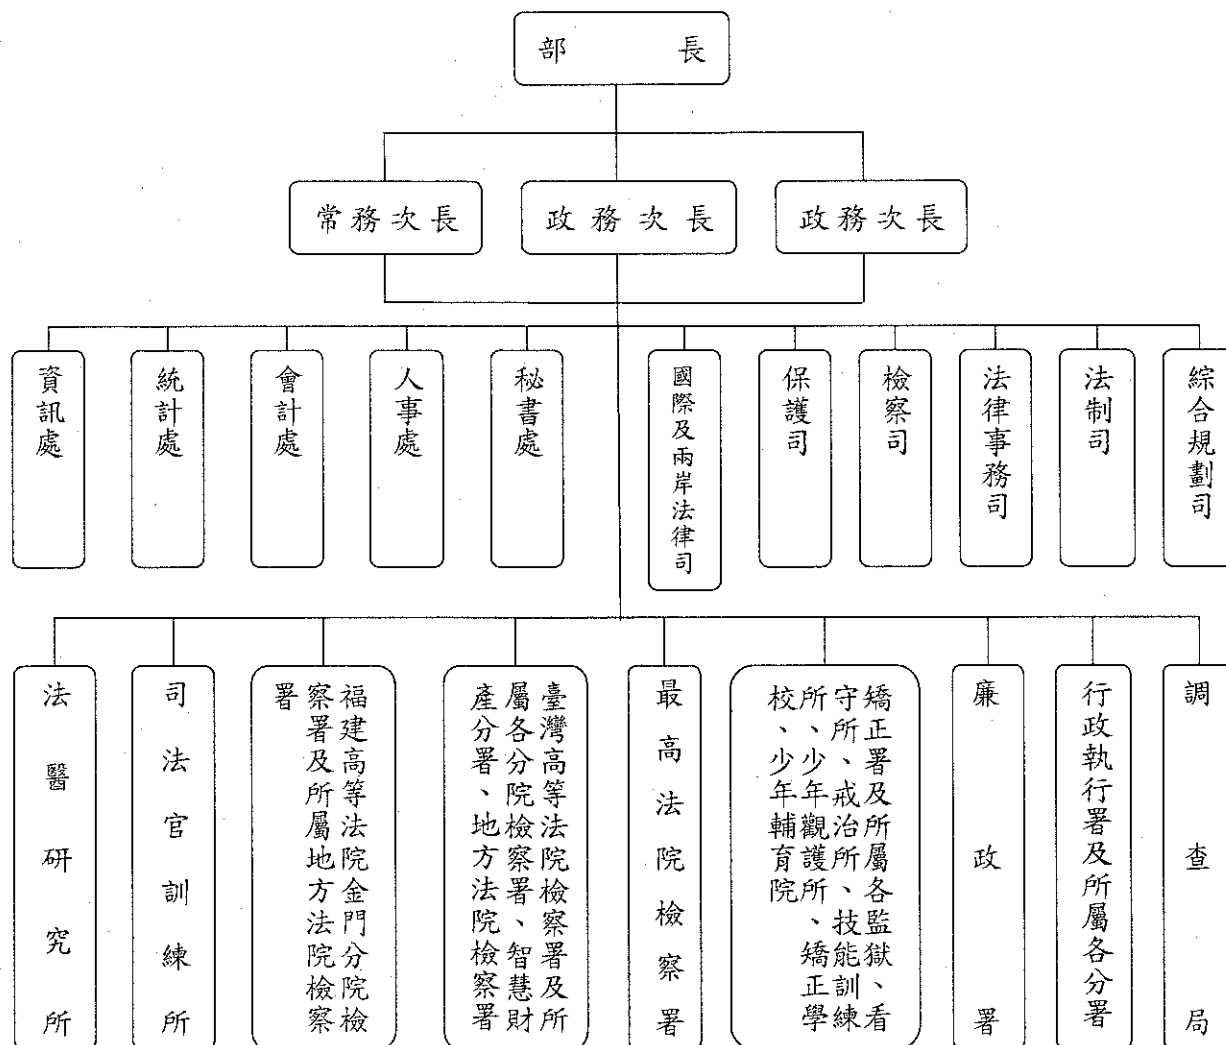 部長
常務次長
政務次長
政務次長
綜合規劃司
法制司
法律事務司
檢察司
保護司
國際及兩岸法律司
秘書處
人事處
會計處
統計處
資訊處
調查局
行政執行署及所屬各分署
廉政署
矯正署及所屬各監獄、看
守所、戒治所、技能訓練
所、少年觀護所、矯正學
校、少年輔育院
最高法院檢察署
臺灣高等法院檢察署及所
屬各分院檢察署、智慧財
產分署、地方法院檢察署
福建高等法院金門分院檢
察署及所屬地方法院檢察
署
司法官訓練所
法醫研究所